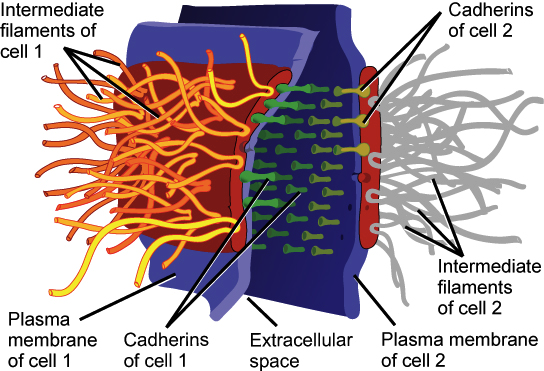 Intermediate
filaments of
cell 1
Cadherins
of cell 2
Intermediate
filaments
of cell 2
Plasma
membrane
of cell 1
Cadherins
of cell 1
Extracellular
space
Plasma membrane
of cell 2